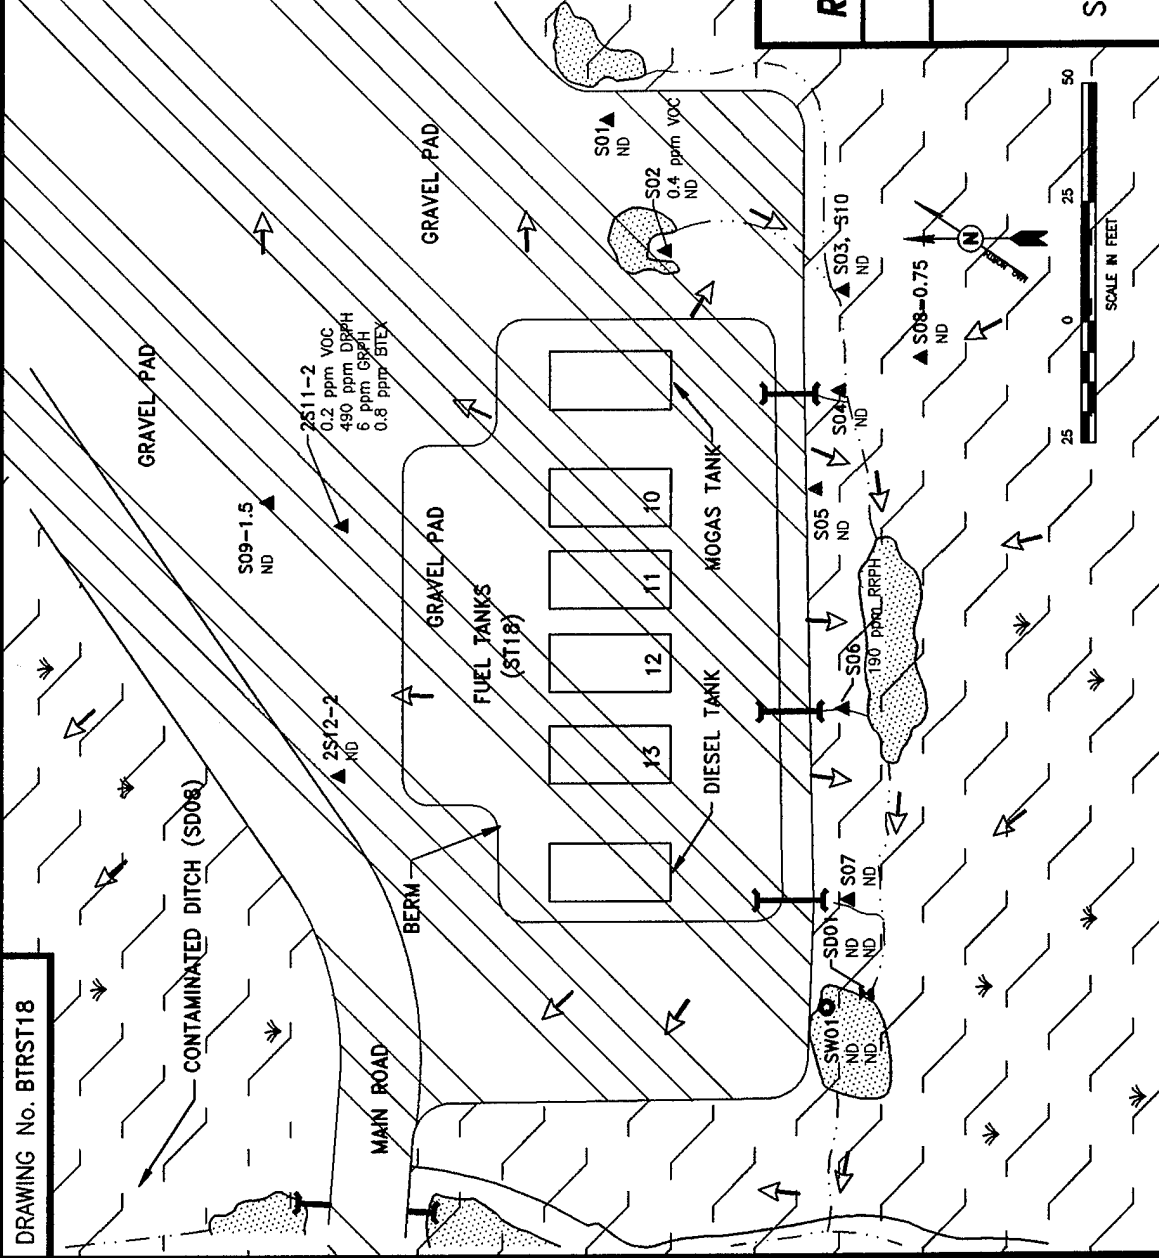 DRAWING No. BTRST18
R
S
CONTAMINATED DITCH (SD08)
MAIN ROAD
GRAVEL PAD
GRAVEL PAD
S09-1.5
ND
2S11-2
0.2 ppm VOC
490 ppm DRPH
6 ppm GRPH
0.8 ppm BTEX
2S12-2
ND
BERM
GRAVEL PAD
FUEL TANKS
(ST18)
13
12
11
10
DIESEL TANK
MOGAS TANK
S01
ND
S02
0.4 ppm VOC
ND
S03, S10
ND
S04
ND
S05
ND
S06
190 ppm RRPH
S07
ND
SD01
ND
ND
SW01
ND
ND
S08-0.75
ND
N
MAG. NORTH
25
0
25
50
SCALE IN FEET